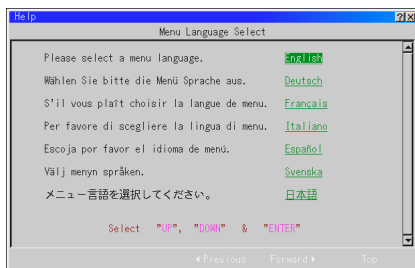 Help
Menu Language Select
Please select a menu language. English
Wählen Sie bitte die Menü Sprache aus. Deutsch
S'il vous plaît choisir la langue de menu. Français
Per favore di scegliere la lingua di menu. Italiano
Escoja por favor el idioma de menú. Español
Välj menyn språken. Svenska
メニュー言語を選択してください。 日本語
Select "UP", "DOWN" & "ENTER"
Previous Forward Top